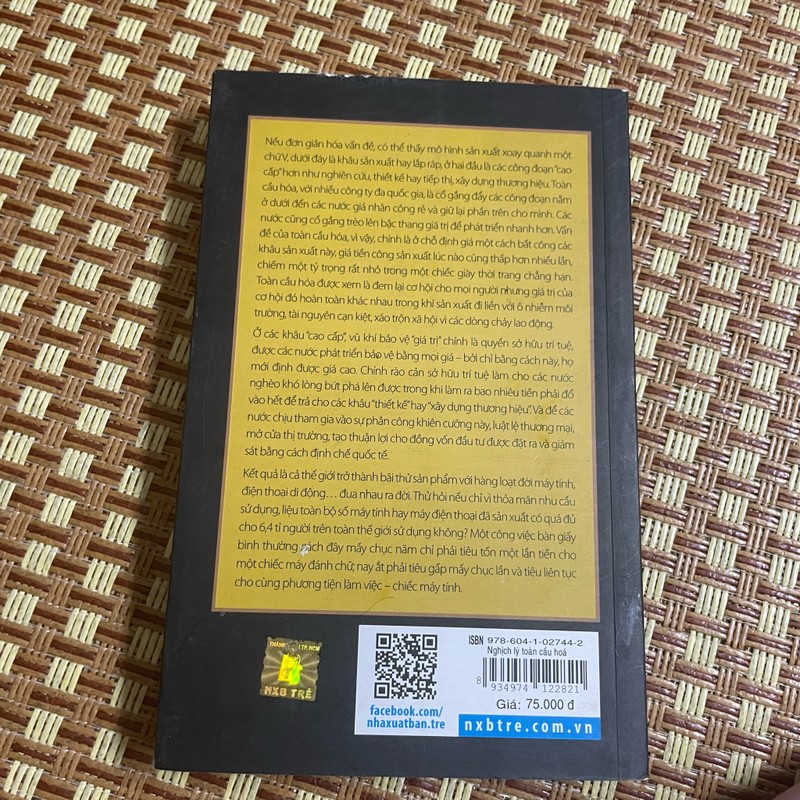 Nếu đơn giản hóa vấn đề, có thể thấy mô hình sản xuất xoay quanh một
chữ V, dưới đáy là khâu sản xuất hay lắp ráp, ở hai đầu là các công đoạn "cao
cấp" hơn như nghiên cứu, thiết kế hay tiếp thị, xây dựng thương hiệu. Toàn
cầu hóa, với nhiều công ty đa quốc gia, là cố gắng đẩy các công đoạn nằm
ở dưới đến các nước giá nhân công rẻ và giữ lại phần trên cho mình. Các
nước cũng cố gắng trèo lên bậc thang giá trị để phát triển nhanh hơn. Vấn
đề của toàn cầu hóa, vì vậy, chính là ở chỗ định giá một cách bất công các
khâu sản xuất này, giá tiền công sản xuất lúc nào cũng thấp hơn nhiều lần,
chiếm một tỷ trọng rất nhỏ trong một chiếc giày thời trang chẳng hạn.
Toàn cầu hóa được xem là đem lại cơ hội cho mọi người nhưng giá trị của
cơ hội đó hoàn toàn khác nhau trong khi sản xuất đi liền với ô nhiễm môi
trường, tài nguyên cạn kiệt, xáo trộn xã hội vì các dòng chảy lao động.
Ở các khâu "cao cấp", vũ khí bảo vệ "giá trị" chính là quyền sở hữu trí tuệ,
được các nước phát triển bảo vệ bằng mọi giá – bởi chỉ bằng cách này, họ
mới định được giá cao. Chính rào cản sở hữu trí tuệ làm cho các nước
nghèo khó lòng bứt phá lên được trong khi làm ra bao nhiêu tiền phải đổ
vào hết để trả cho các khâu "thiết kế" hay "xây dựng thương hiệu". Và để các
nước chịu tham gia vào sự phân công khiên cưỡng này, luật lệ thương mại,
mở cửa thị trường, tạo thuận lợi cho đồng vốn đầu tư được đặt ra và giám
sát bằng cách định chế quốc tế.
Kết quả là cả thế giới trở thành bãi thử sản phẩm với hàng loạt đời máy tính,
điện thoại di động... đua nhau ra đời. Thử hỏi nếu chỉ vì thỏa mãn nhu cầu
sử dụng, liệu toàn bộ số máy tính hay máy điện thoại đã sản xuất có quá đủ
cho 6,4 tỉ người trên toàn thế giới sử dụng không? Một công việc bàn giấy
bình thường cách đây mấy chục năm chỉ phải tiêu tốn một lần tiền cho
một chiếc máy đánh chữ; nay ắt phải tiêu gấp mấy chục lần và tiêu liên tục
cho cùng phương tiện làm việc – chiếc máy tính.
THÀNH TP. HCM
NXB TRẺ
facebook.com/
nhaxuatban.tre
ISBN 978-604-1-02744-2
Nghịch lý toàn cầu hoá
8 934974 122821
Giá: 75.000 đ
nxbtre.com.vn